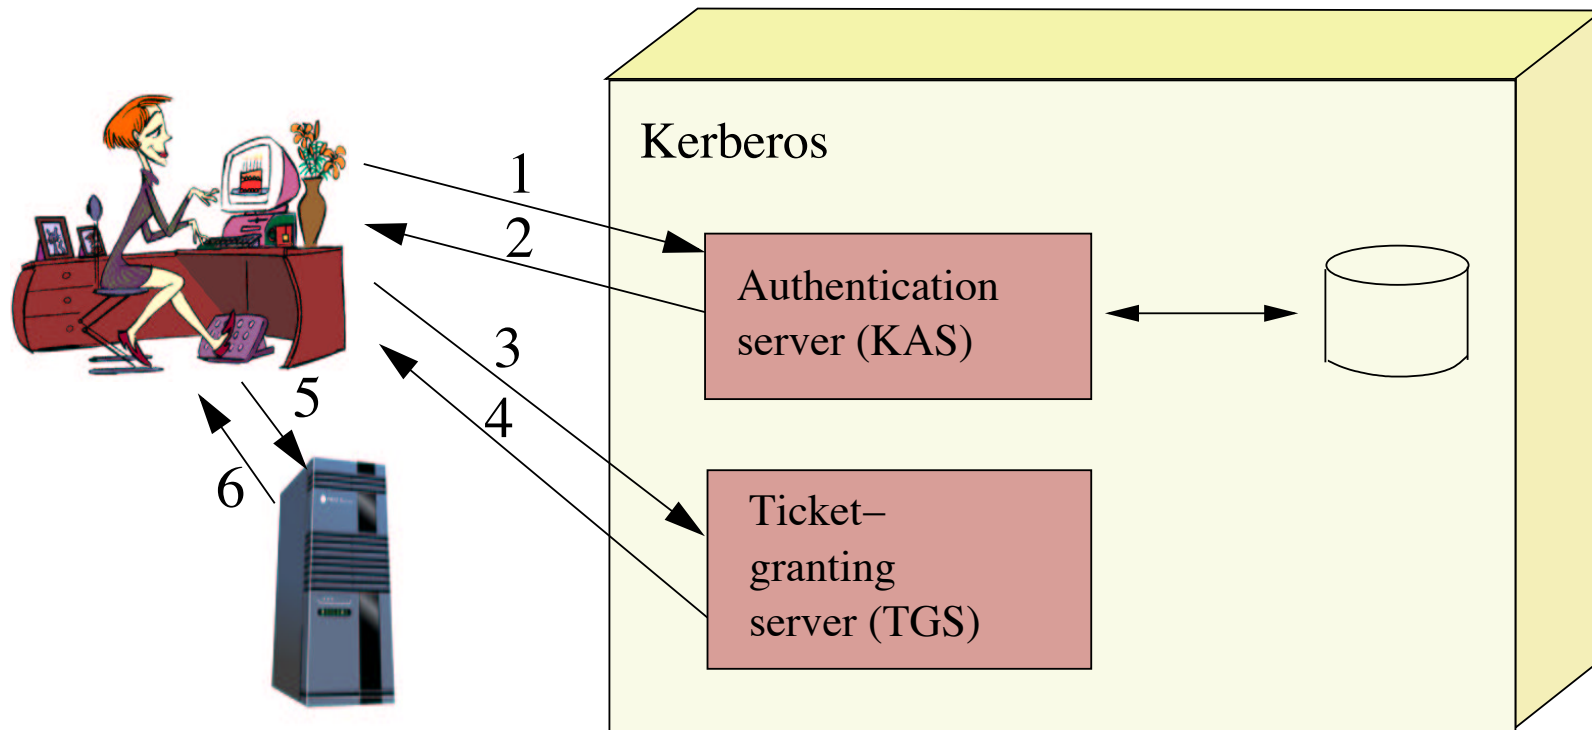 Kerberos
1
2
Authentication
server (KAS)
3
4
5
6
Ticket–
granting
server (TGS)